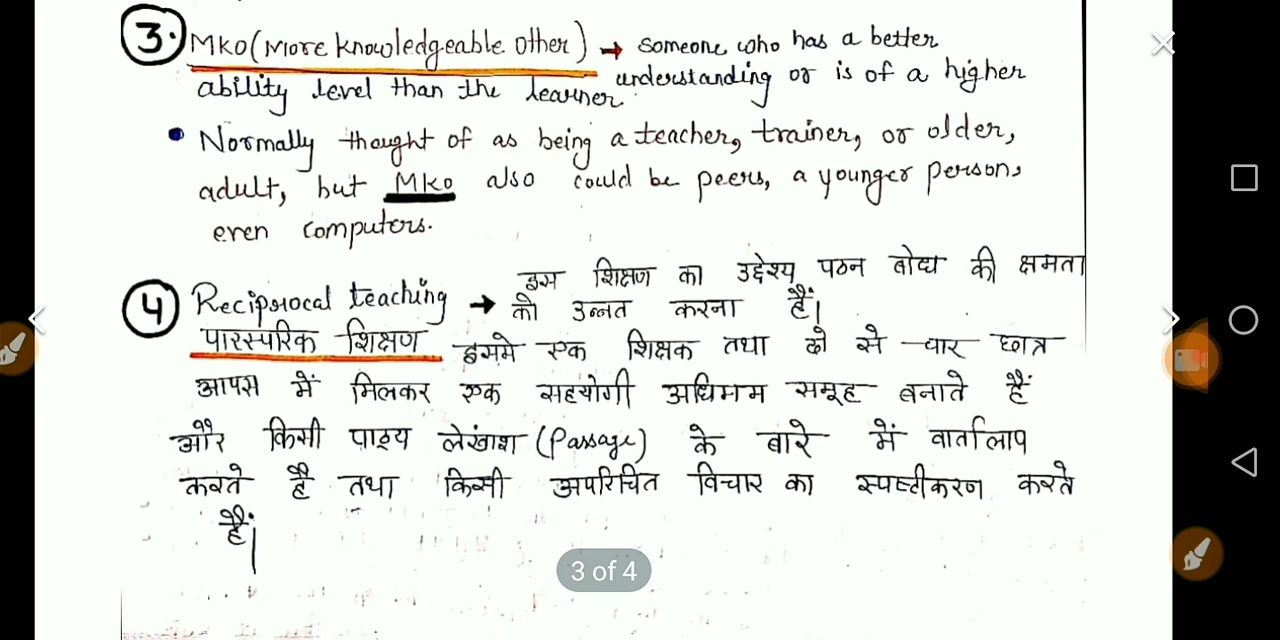 3. MKO (More Knowledgeable Other) → someone who has a better
understanding or is of a higher
ability level than the learner.
• Normally thought of as being a teacher, trainer, or older,
adult, but MKO also could be peers, a younger person,
even computers.
4 Reciprocal teaching → इस शिक्षण का उद्देश्य पठन बोध की क्षमता
को उन्नत करना है।
पारस्परिक शिक्षण इसमे एक शिक्षक तथा दो से चार छात्र
आपस में मिलकर एक सहयोगी अधिगम समूह बनाते हैं
और किसी पाठ्य लेखांश (Passage) के बारे में वार्तालाप
करते है तथा किसी अपरिचित विचार का स्पष्टीकरण करते
हैं।
3 of 4